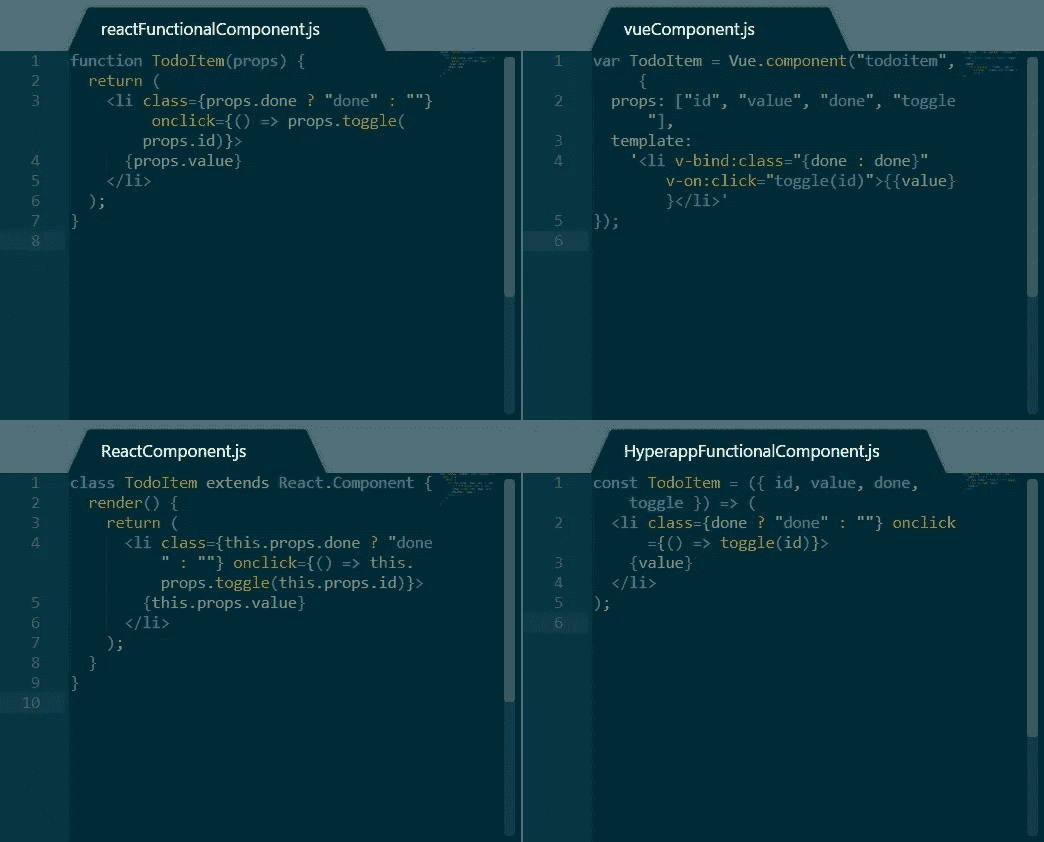 reactFunctionalComponent.js
1 function TodoItem(props) {
2 return (
3 <li class={props.done ? "done" : ""}
onclick={() => props.toggle(
props.id)}>
4 {props.value}
5 </li>
6 );
7 }
8
vueComponent.js
1 var TodoItem = Vue.component("todoitem",
{
2 props: ["id", "value", "done", "toggle
"],
3 template:
4 '<li v-bind:class="{done : done}"
v-on:click="toggle(id)">{{value}
}</li>'
5 });
6
ReactComponent.js
1 class TodoItem extends React.Component {
2 render() {
3 return (
4 <li class={this.props.done ? "done
" : ""} onclick={() => this.
props.toggle(this.props.id)}>
5 {this.props.value}
6 </li>
7 );
8 }
9 }
10
HyperappFunctionalComponent.js
1 const TodoItem = ({ id, value, done,
toggle }) => (
2 <li class={done ? "done" : ""} onclick
={() => toggle(id)}>
3 {value}
4 </li>
5 );
6